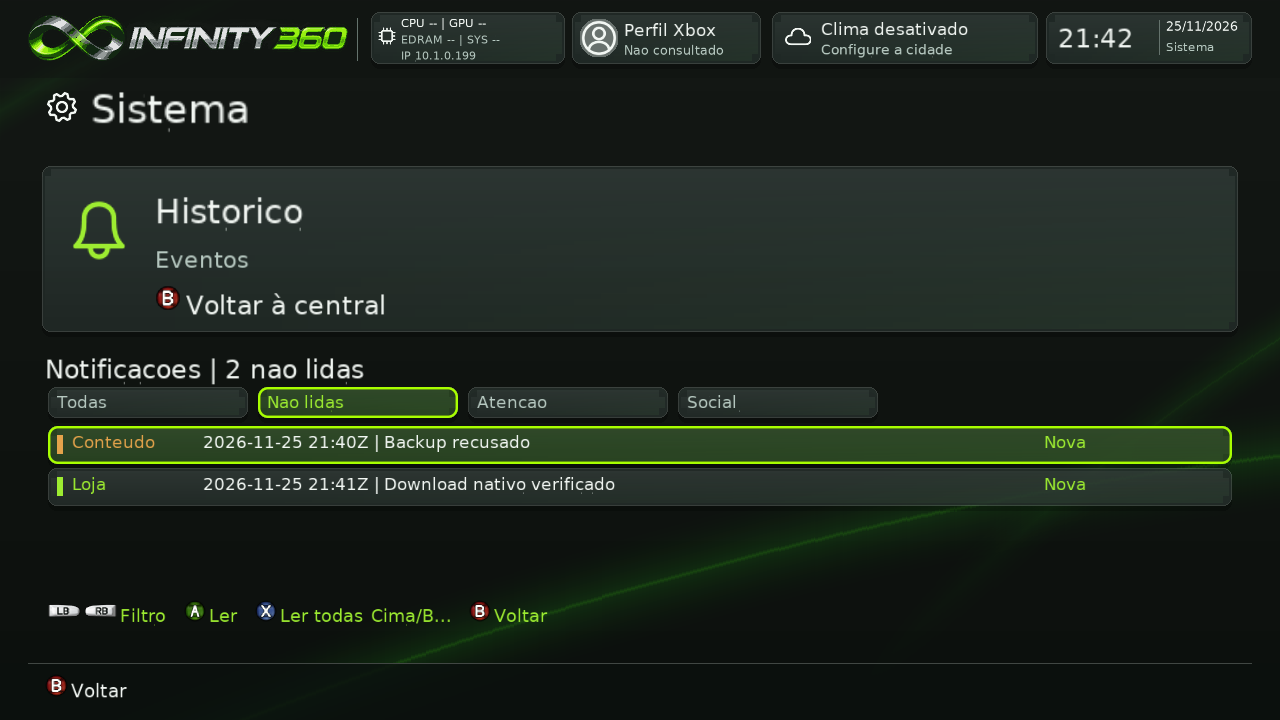 INFINITY 360
CPU -- | GPU --
EDRAM -- | SYS --
IP 10.1.0.199
Perfil Xbox
Nao consultado
Clima desativado
Configure a cidade
21:42
25/11/2026
Sistema
Sistema
Historico
Eventos
B Voltar à central
Notificacoes | 2 nao lidas
Todas Nao lidas Atencao Social
Conteudo 2026-11-25 21:40Z | Backup recusado Nova
Loja 2026-11-25 21:41Z | Download nativo verificado Nova
LB RB Filtro A Ler X Ler todas Cima/B... B Voltar
B Voltar